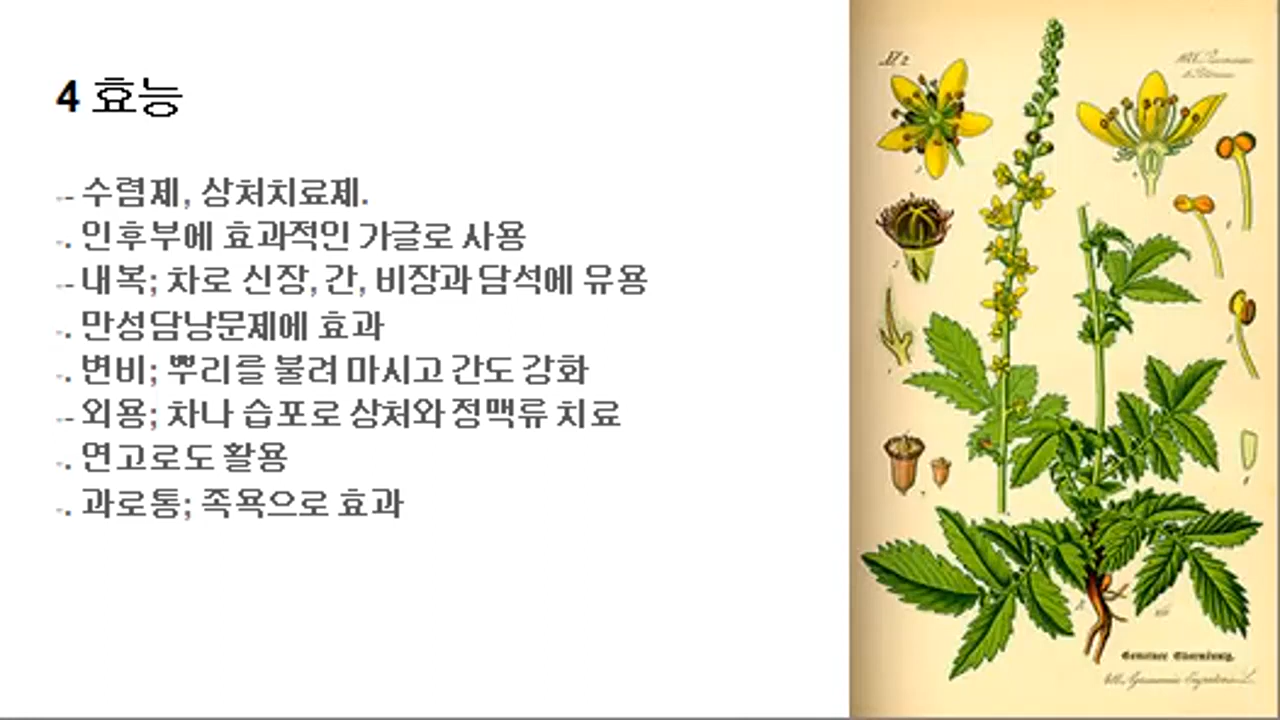 4 효능
-- 수렴제, 상처치료제.
-. 인후부에 효과적인 가글로 사용
-- 내복; 차로 신장, 간, 비장과 담석에 유용
-. 만성담낭문제에 효과
-. 변비; 뿌리를 불려 마시고 간도 강화
-- 외용; 차나 습포로 상처와 정맥류 치료
-. 연고로도 활용
-. 과로통; 족욕으로 효과